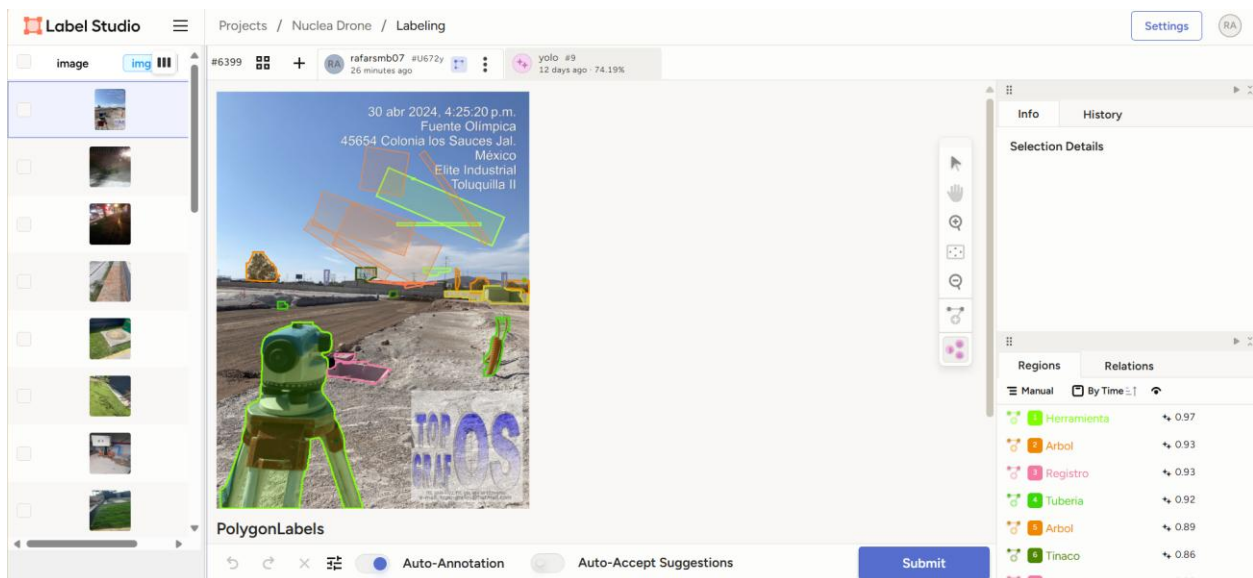 Label Studio
Projects / Nuclea Drone / Labeling
Settings
RA
image
img
#6399
RA
rafarsmb07 #U672y
26 minutes ago
yolo #9
12 days ago · 74.19%
30 abr 2024, 4:25:20 p.m.
Fuente Olímpica
45654 Colonia los Sauces Jal.
México
Elite Industrial
Toluquilla II
TOP
GRAF
OS
Info
History
Selection Details
Regions
Relations
Manual
By Time
1 Herramienta 0.97
2 Arbol 0.93
3 Registro 0.93
4 Tuberia 0.92
5 Arbol 0.89
6 Tinaco 0.86
PolygonLabels
Auto-Annotation
Auto-Accept Suggestions
Submit